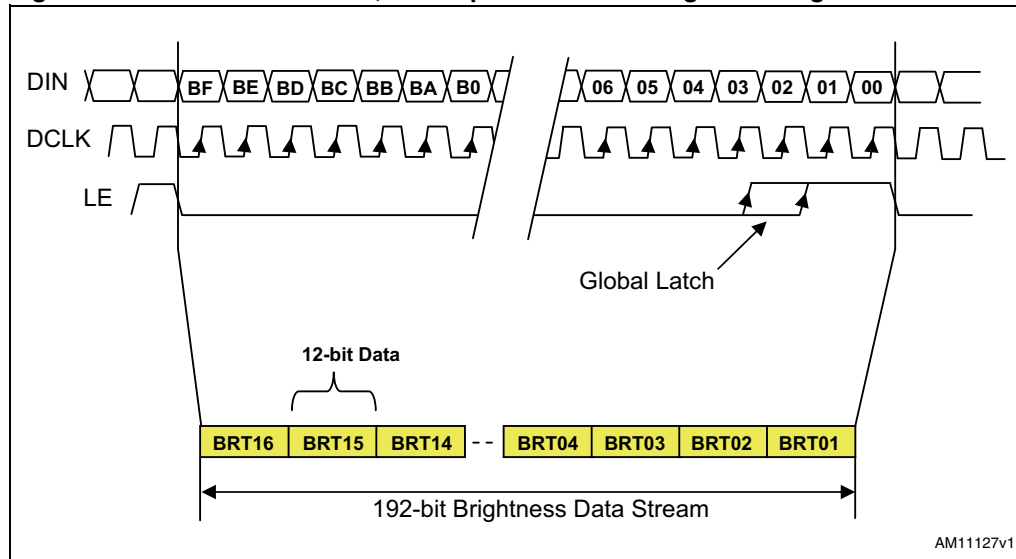 DIN BF BE BD BC BB BA B0 06 05 04 03 02 01 00
DCLK
LE
Global Latch
12-bit Data
BRT16 BRT15 BRT14 -- BRT04 BRT03 BRT02 BRT01
192-bit Brightness Data Stream
AM11127v1